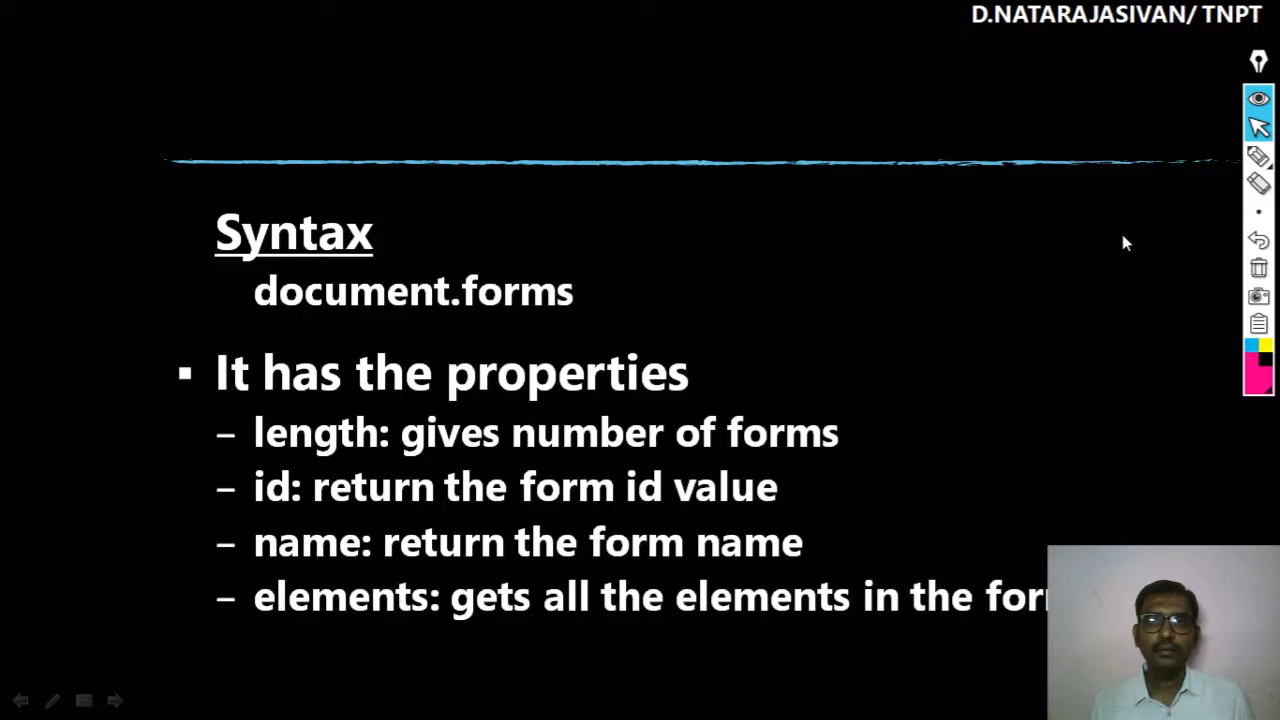 D.NATARAJASIVAN/ TNPT
Syntax
document.forms
▪ It has the properties
– length: gives number of forms
– id: return the form id value
– name: return the form name
– elements: gets all the elements in the